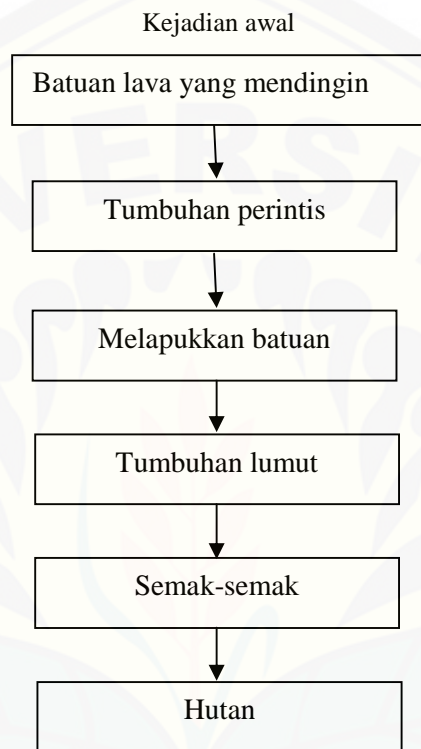 Kejadian awal
Batuan lava yang mendingin
Tumbuhan perintis
Melapukkan batuan
Tumbuhan lumut
Semak-semak
Hutan